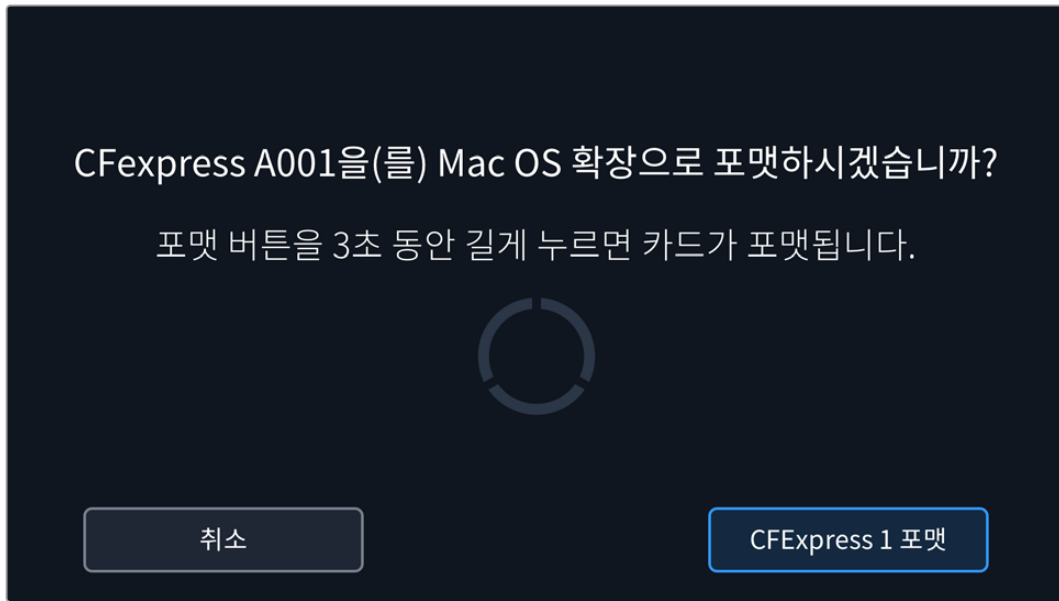 CFexpress A001을(를) Mac OS 확장으로 포맷하시겠습니까?
포맷 버튼을 3초 동안 길게 누르면 카드가 포맷됩니다.
취소
CFExpress 1 포맷